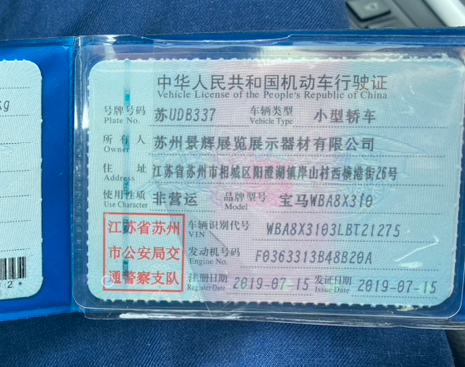 中华人民共和国机动车行驶证
Vehicle License of the People's Republic of China
号牌号码 苏UDB337 车辆类型 小型轿车
Plate No. Vehicle Type
所有人 苏州景辉展览展示器材有限公司
Owner
住址 江苏省苏州市相城区阳澄湖镇岸山村西横港街26号
Address
使用性质 非营运 品牌型号 宝马WBA8X310
Use Character Model
江苏省苏州 车辆识别代号 WBA8X3103LBT21275
VIN
市公安局交 发动机号码 F0363313B48B20A
Engine No.
通警察支队 注册日期 2019-07-15 发证日期 2019-07-15
Register Date Issue Date